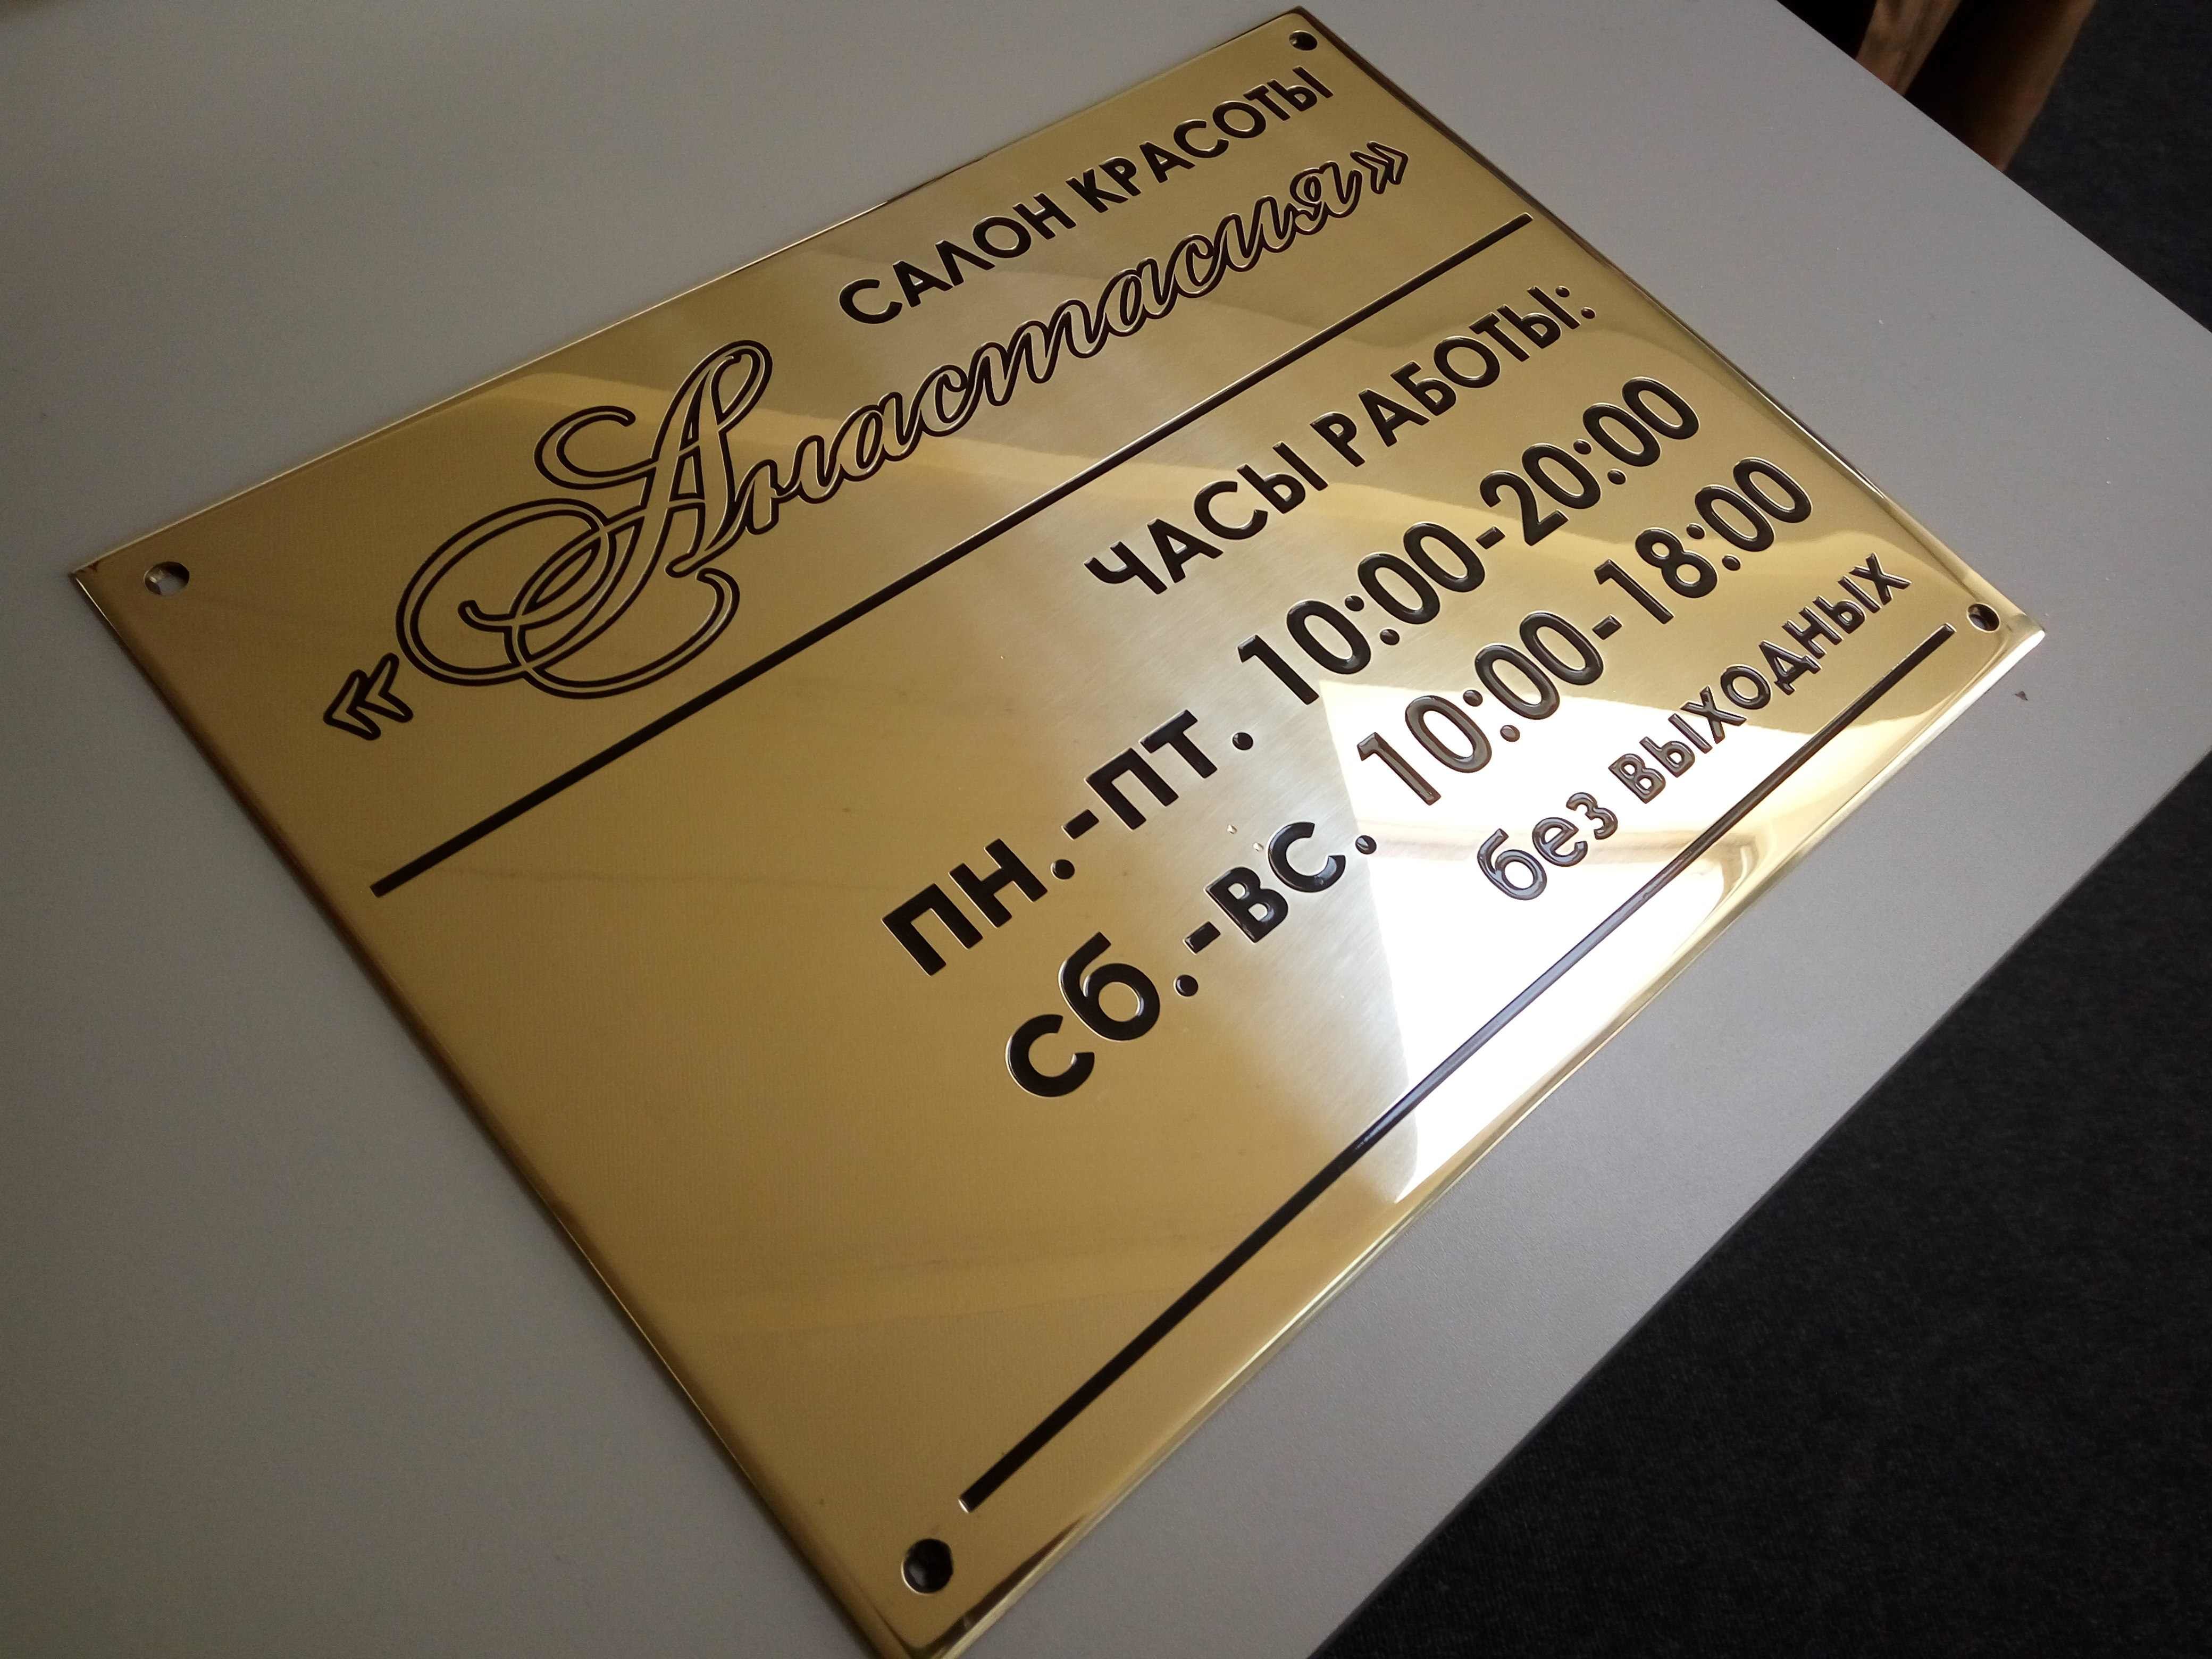 САЛОН КРАСОТЫ
«Анастасия»
ЧАСЫ РАБОТЫ:
ПН.-ПТ. 10:00-20:00
сб.-вс. 10:00-18:00
без выходных